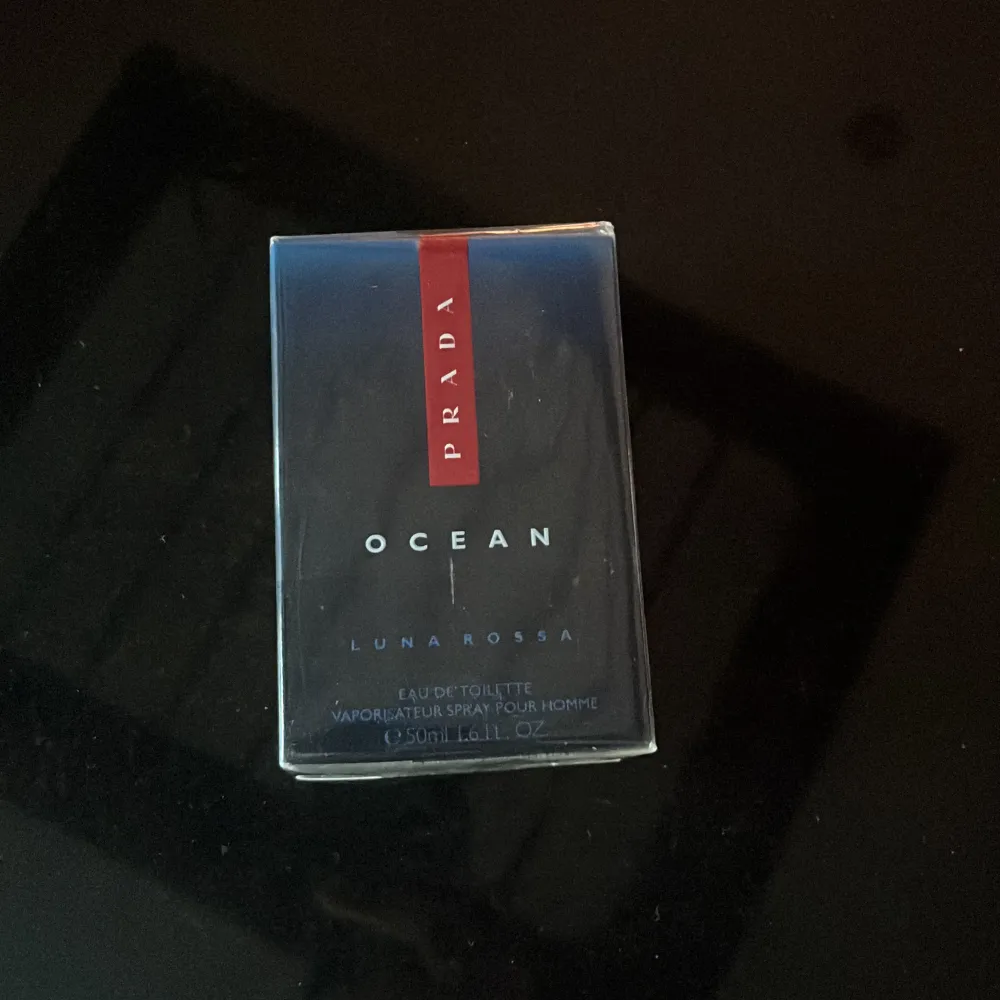 PRADA
OCEAN
LUNA ROSSA
EAU DE TOILETTE
VAPORISATEUR SPRAY POUR HOMME
℮ 50ml 1.6 FL. OZ